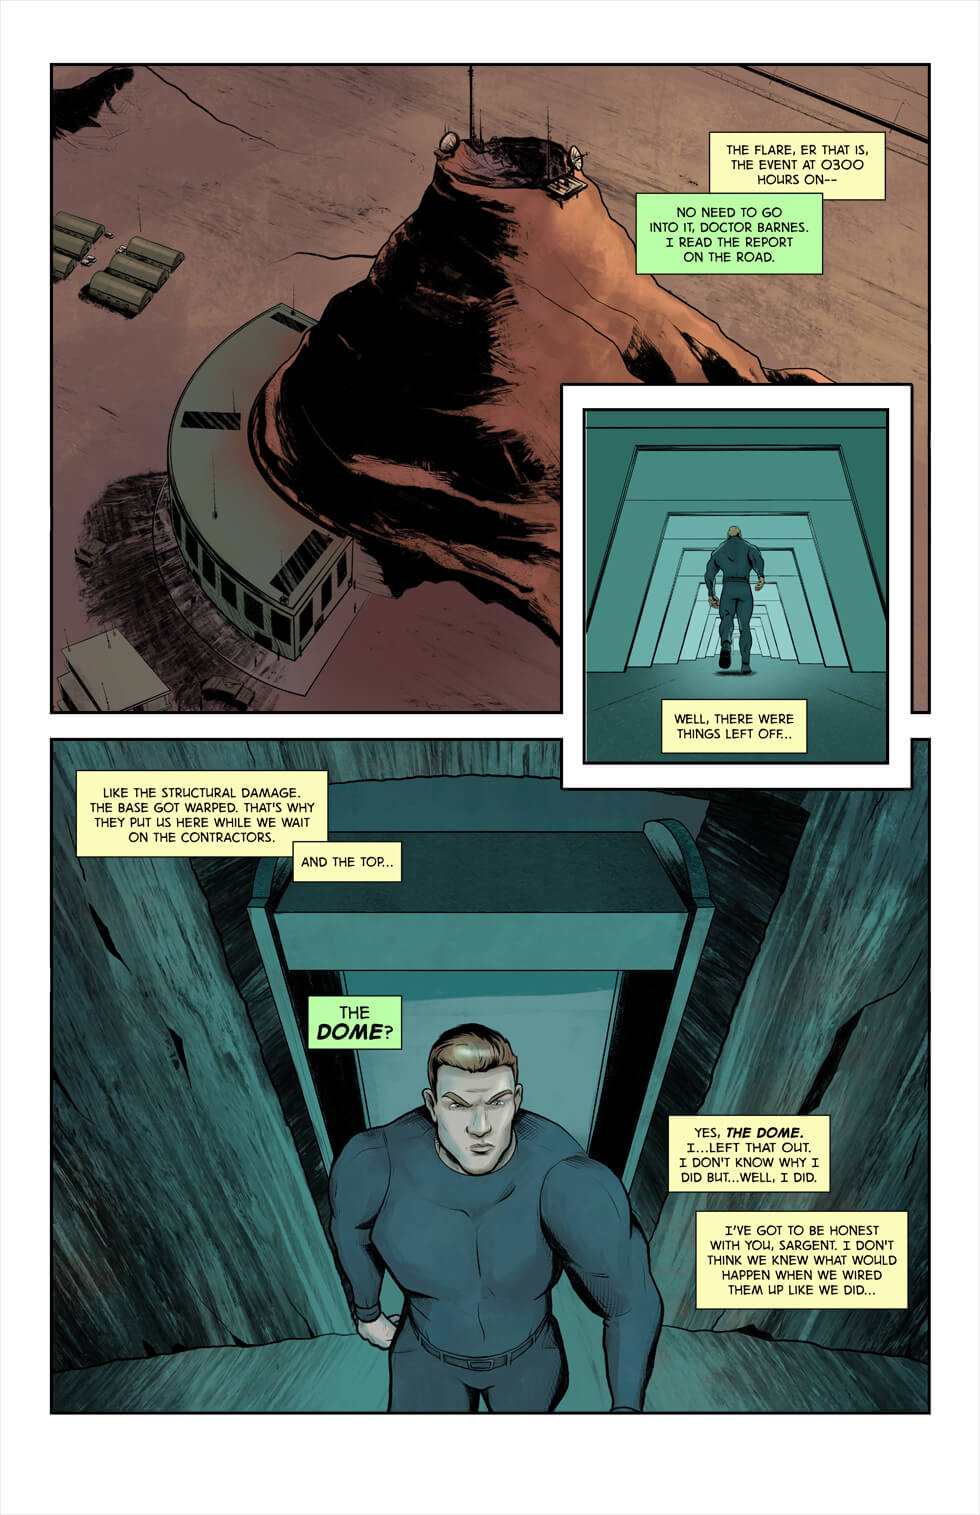 THE FLARE, ER THAT IS,
THE EVENT AT 0300
HOURS ON--
NO NEED TO GO
INTO IT, DOCTOR BARNES.
I READ THE REPORT
ON THE ROAD.
WELL, THERE WERE
THINGS LEFT OFF...
LIKE THE STRUCTURAL DAMAGE.
THE BASE GOT WARPED. THAT'S WHY
THEY PUT US HERE WHILE WE WAIT
ON THE CONTRACTORS.
AND THE TOP...
THE
DOME?
YES, THE DOME.
I...LEFT THAT OUT.
I DON'T KNOW WHY I
DID BUT...WELL, I DID.
I'VE GOT TO BE HONEST
WITH YOU, SARGENT. I DON'T
THINK WE KNEW WHAT WOULD
HAPPEN WHEN WE WIRED
THEM UP LIKE WE DID...